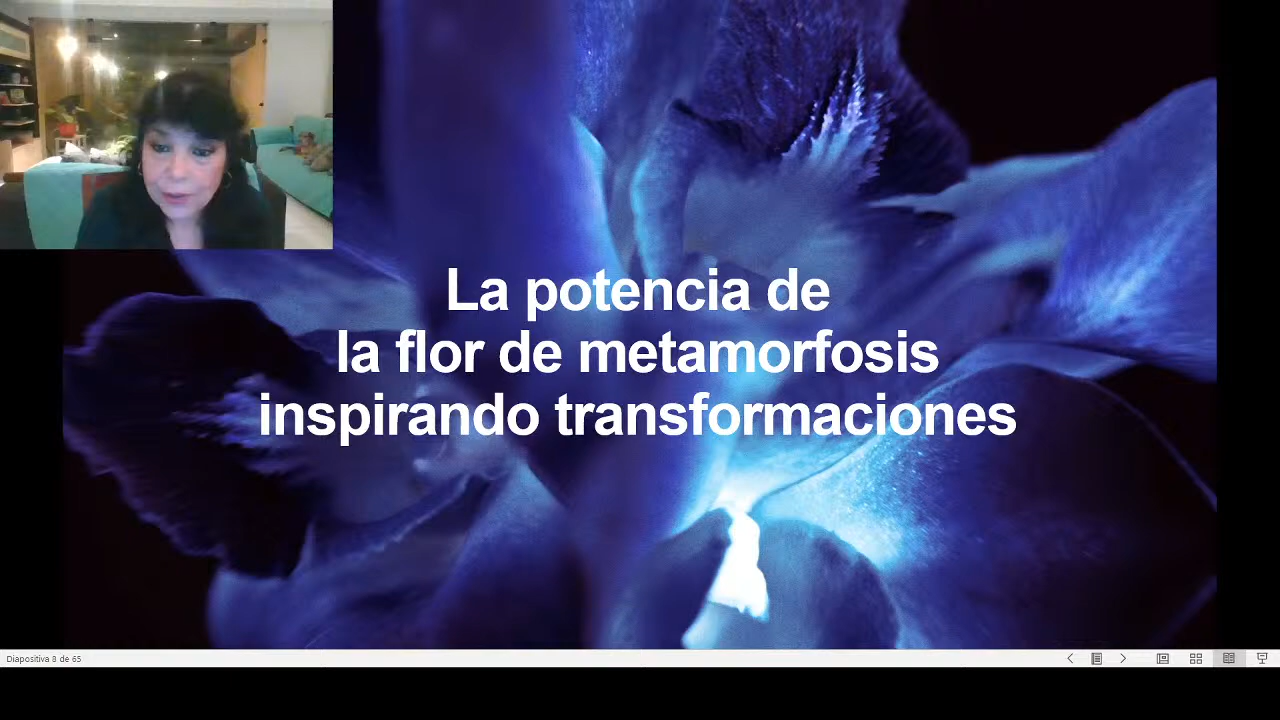 La potencia de
la flor de metamorfosis
inspirando transformaciones
Diapositiva 8 de 65